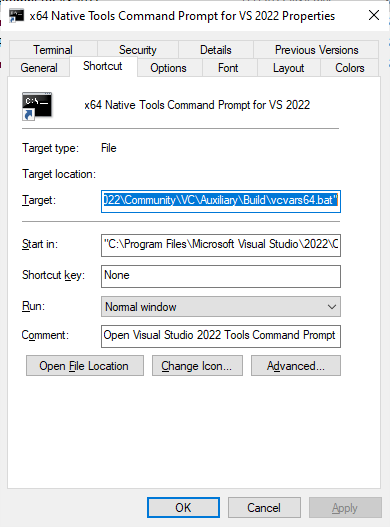 x64 Native Tools Command Prompt for VS 2022 Properties
Terminal Security Details Previous Versions
General Shortcut Options Font Layout Colors
C:\
x64 Native Tools Command Prompt for VS 2022
Target type: File
Target location:
Target: 022\Community\VC\Auxiliary\Build\vcvars64.bat"
Start in: "C:\Program Files\Microsoft Visual Studio\2022\C
Shortcut key: None
Run: Normal window
Comment: Open Visual Studio 2022 Tools Command Prompt
Open File Location Change Icon... Advanced...
OK Cancel Apply